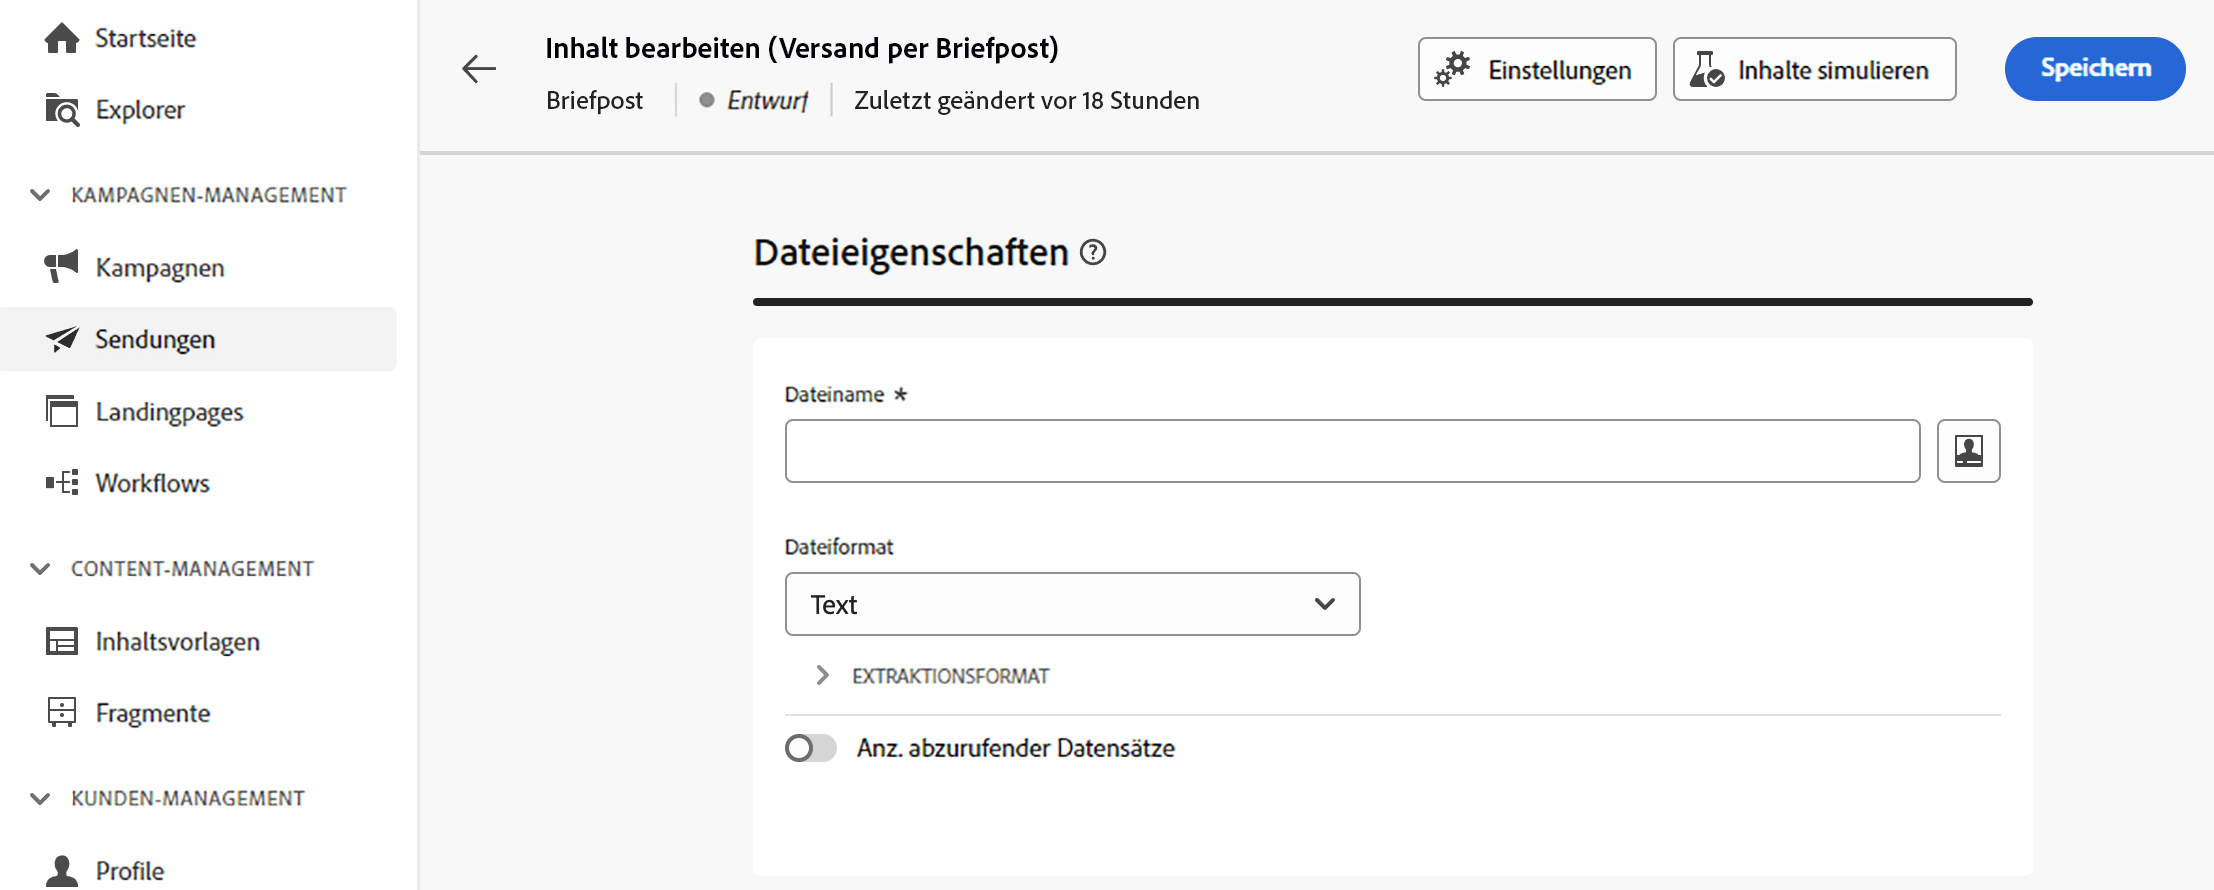 Startseite
Explorer
KAMPAGNEN-MANAGEMENT
Kampagnen
Sendungen
Landingpages
Workflows
CONTENT-MANAGEMENT
Inhaltsvorlagen
Fragmente
KUNDEN-MANAGEMENT
Profile
Inhalt bearbeiten (Versand per Briefpost)
Briefpost Entwurf Zuletzt geändert vor 18 Stunden
Einstellungen
Inhalte simulieren
Speichern
Dateieigenschaften
Dateiname *
Dateiformat
Text
EXTRAKTIONSFORMAT
Anz. abzurufender Datensätze